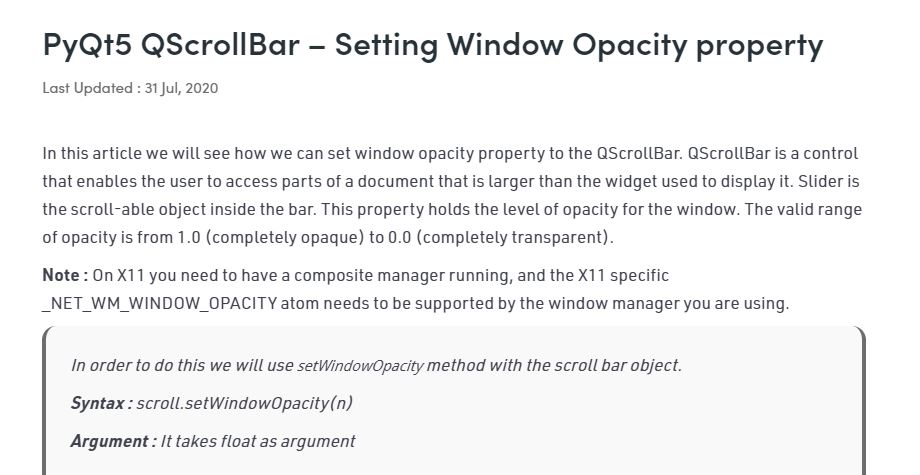 PyQt5 QScrollBar – Setting Window Opacity property
Last Updated : 31 Jul, 2020
In this article we will see how we can set window opacity property to the QScrollBar. QScrollBar is a control
that enables the user to access parts of a document that is larger than the widget used to display it. Slider is
the scroll-able object inside the bar. This property holds the level of opacity for the window. The valid range
of opacity is from 1.0 (completely opaque) to 0.0 (completely transparent).
Note : On X11 you need to have a composite manager running, and the X11 specific
_NET_WM_WINDOW_OPACITY atom needs to be supported by the window manager you are using.
In order to do this we will use setWindowOpacity method with the scroll bar object.
Syntax : scroll.setWindowOpacity(n)
Argument : It takes float as argument